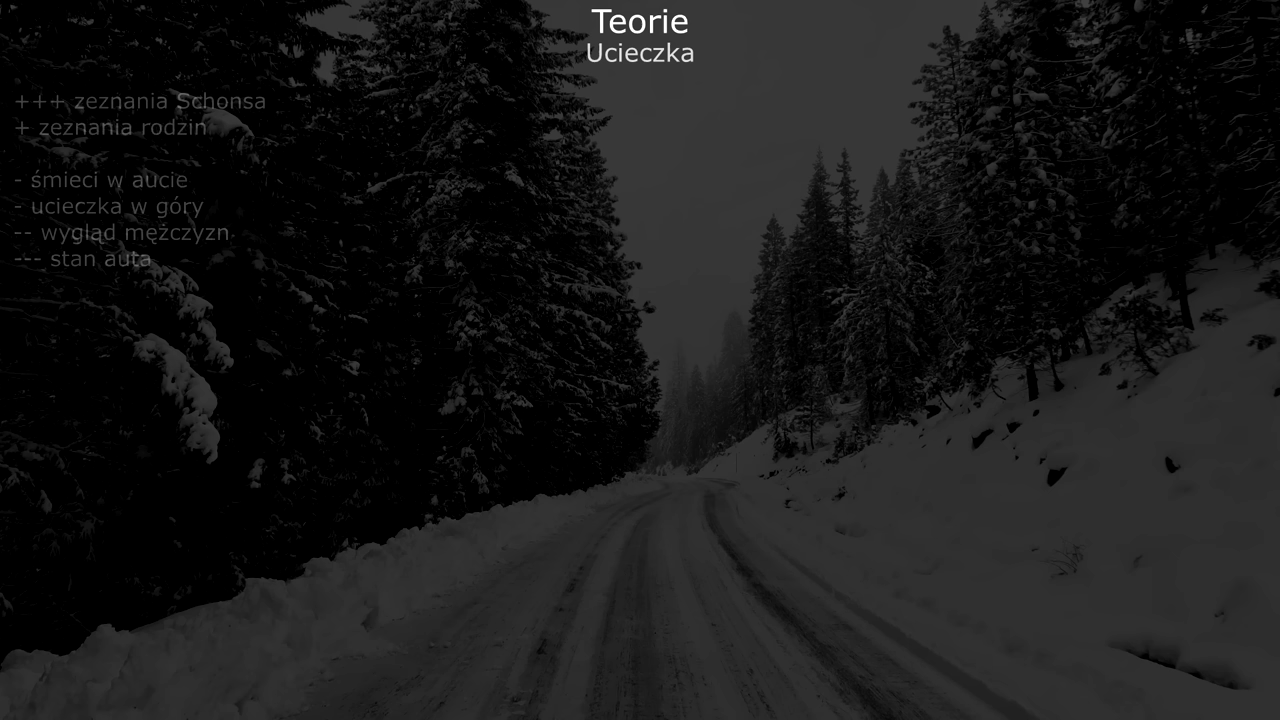 Teorie
Ucieczka
+++ zeznania Schonsa
+ zeznania rodzin
- śmieci w aucie
- ucieczka w góry
-- wygląd mężczyzn
--- stan auta